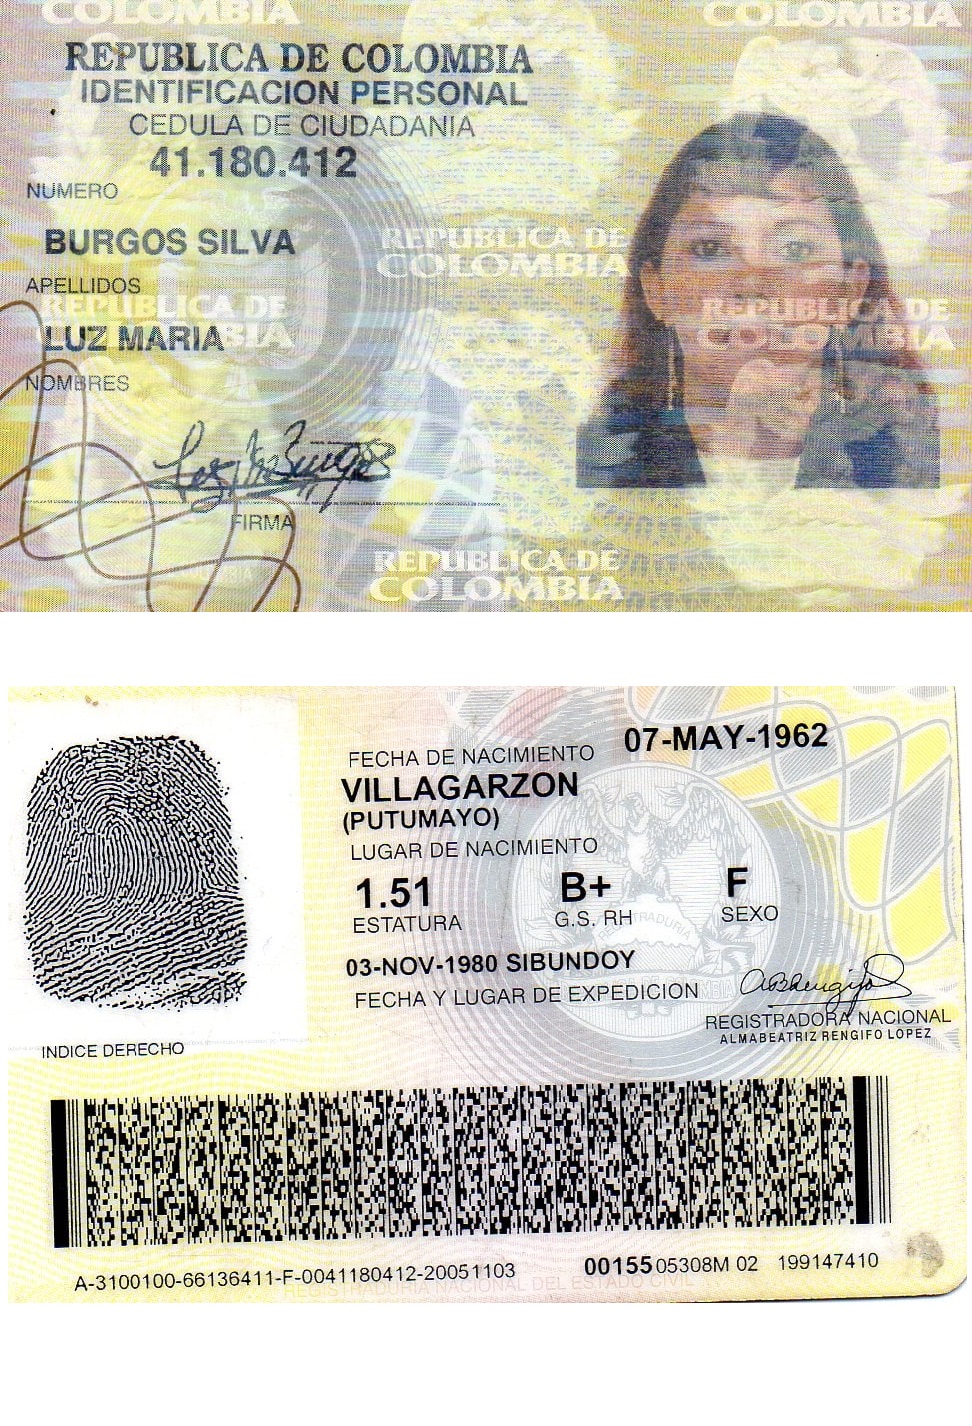 COLOMBIA
COLOMBIA
REPUBLICA DE COLOMBIA
IDENTIFICACION PERSONAL
CEDULA DE CIUDADANIA
41.180.412
NUMERO
BURGOS SILVA
REPUBLICA DE
COLOMBIA
APELLIDOS
REPUBLICA DE
COLOMBIA
REPUBLICA DE
BIA
LUZ MARIA
NOMBRES
FIRMA
REPUBLICA DE
COLOMBIA
FECHA DE NACIMIENTO 07-MAY-1962
VILLAGARZON
(PUTUMAYO)
LUGAR DE NACIMIENTO
1.51 B+ F
ESTATURA G.S. RH SEXO
03-NOV-1980 SIBUNDOY
FECHA Y LUGAR DE EXPEDICION
REGISTRADORA NACIONAL
ALMABEATRIZ RENGIFO LOPEZ
INDICE DERECHO
A-3100100-66136411-F-0041180412-20051103 00155 05308M 02 199147410
REGISTRADURIA NACIONAL DEL ESTADO CIVIL